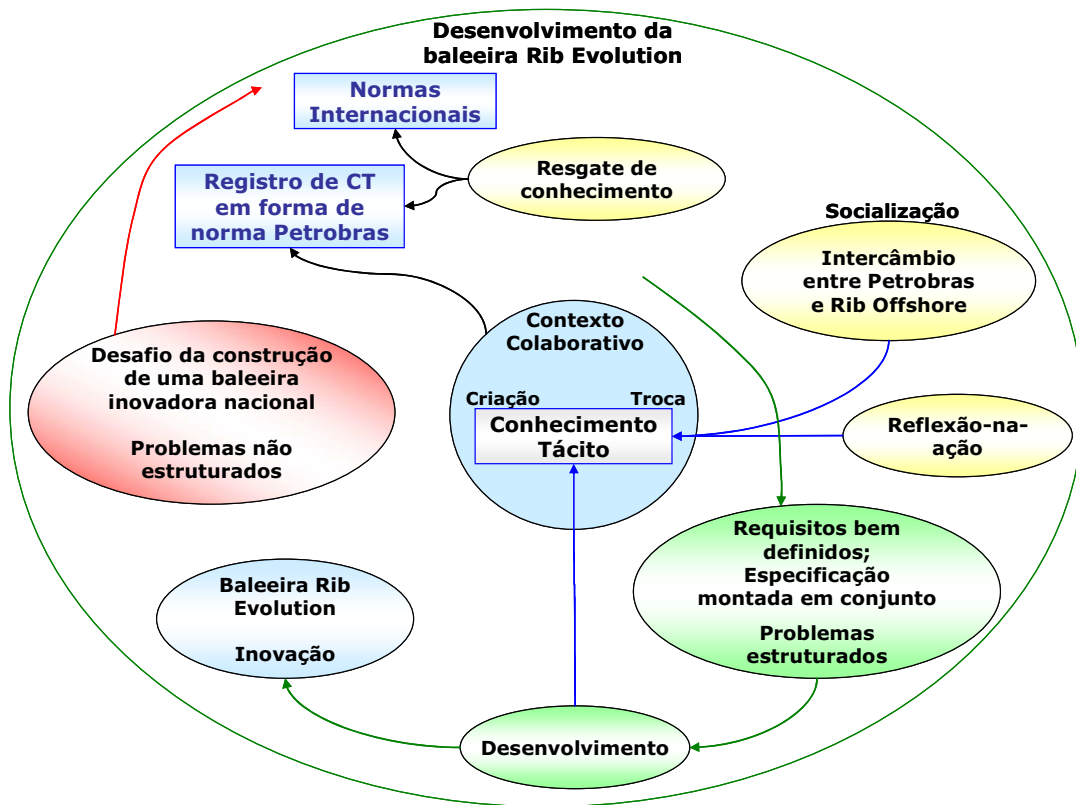 Desenvolvimento da
baleeira Rib Evolution
Normas
Internacionais
Resgate de
conhecimento
Registro de CT
em forma de
norma Petrobras
Socialização
Intercâmbio
entre Petrobras
e Rib Offshore
Contexto
Colaborativo
Criação
Troca
Conhecimento
Tácito
Desafio da construção
de uma baleeira
inovadora nacional
Problemas não
estruturados
Reflexão-na-
ação
Requisitos bem
definidos;
Especificação
montada em conjunto
Problemas
estruturados
Baleeira Rib
Evolution
Inovação
Desenvolvimento